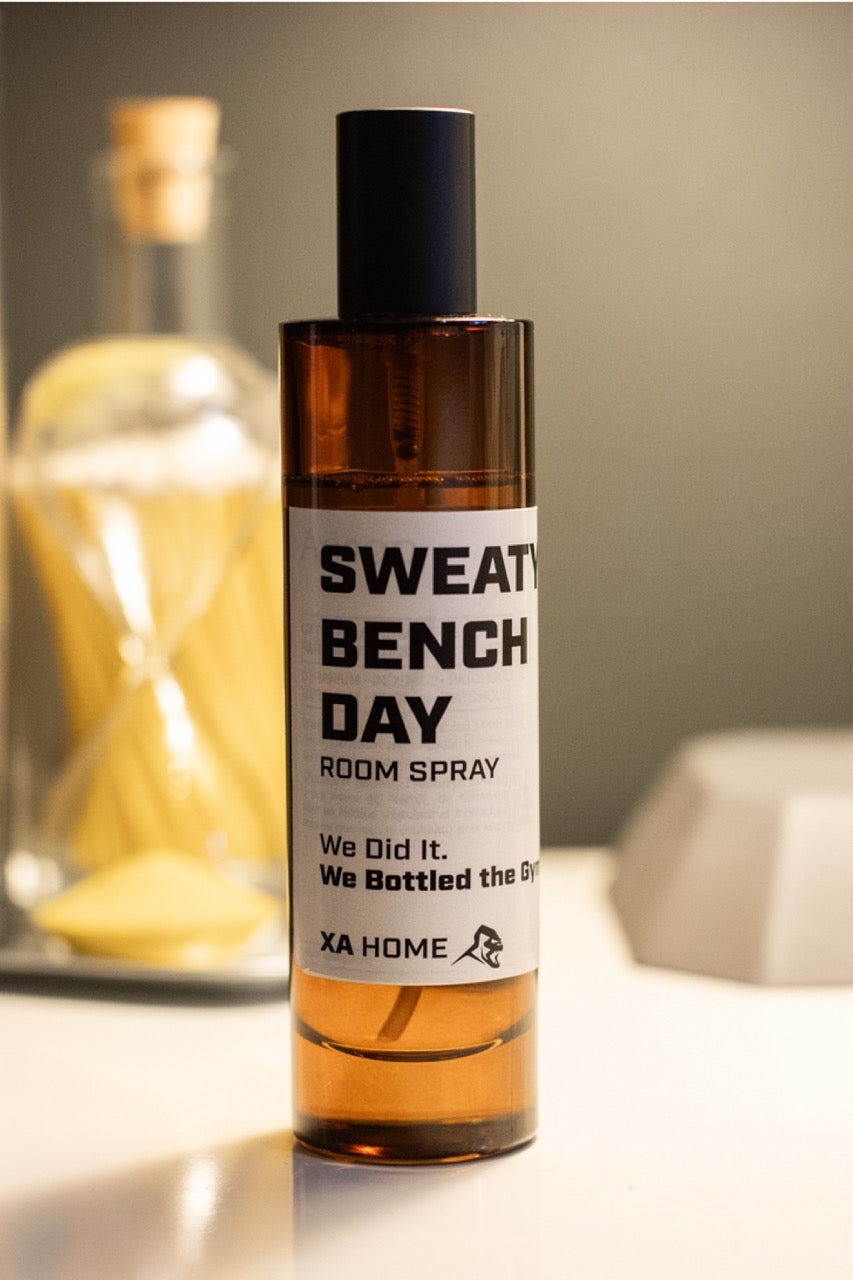 SWEATY
BENCH
DAY
ROOM SPRAY
We Did It.
We Bottled the Gym
XA HOME